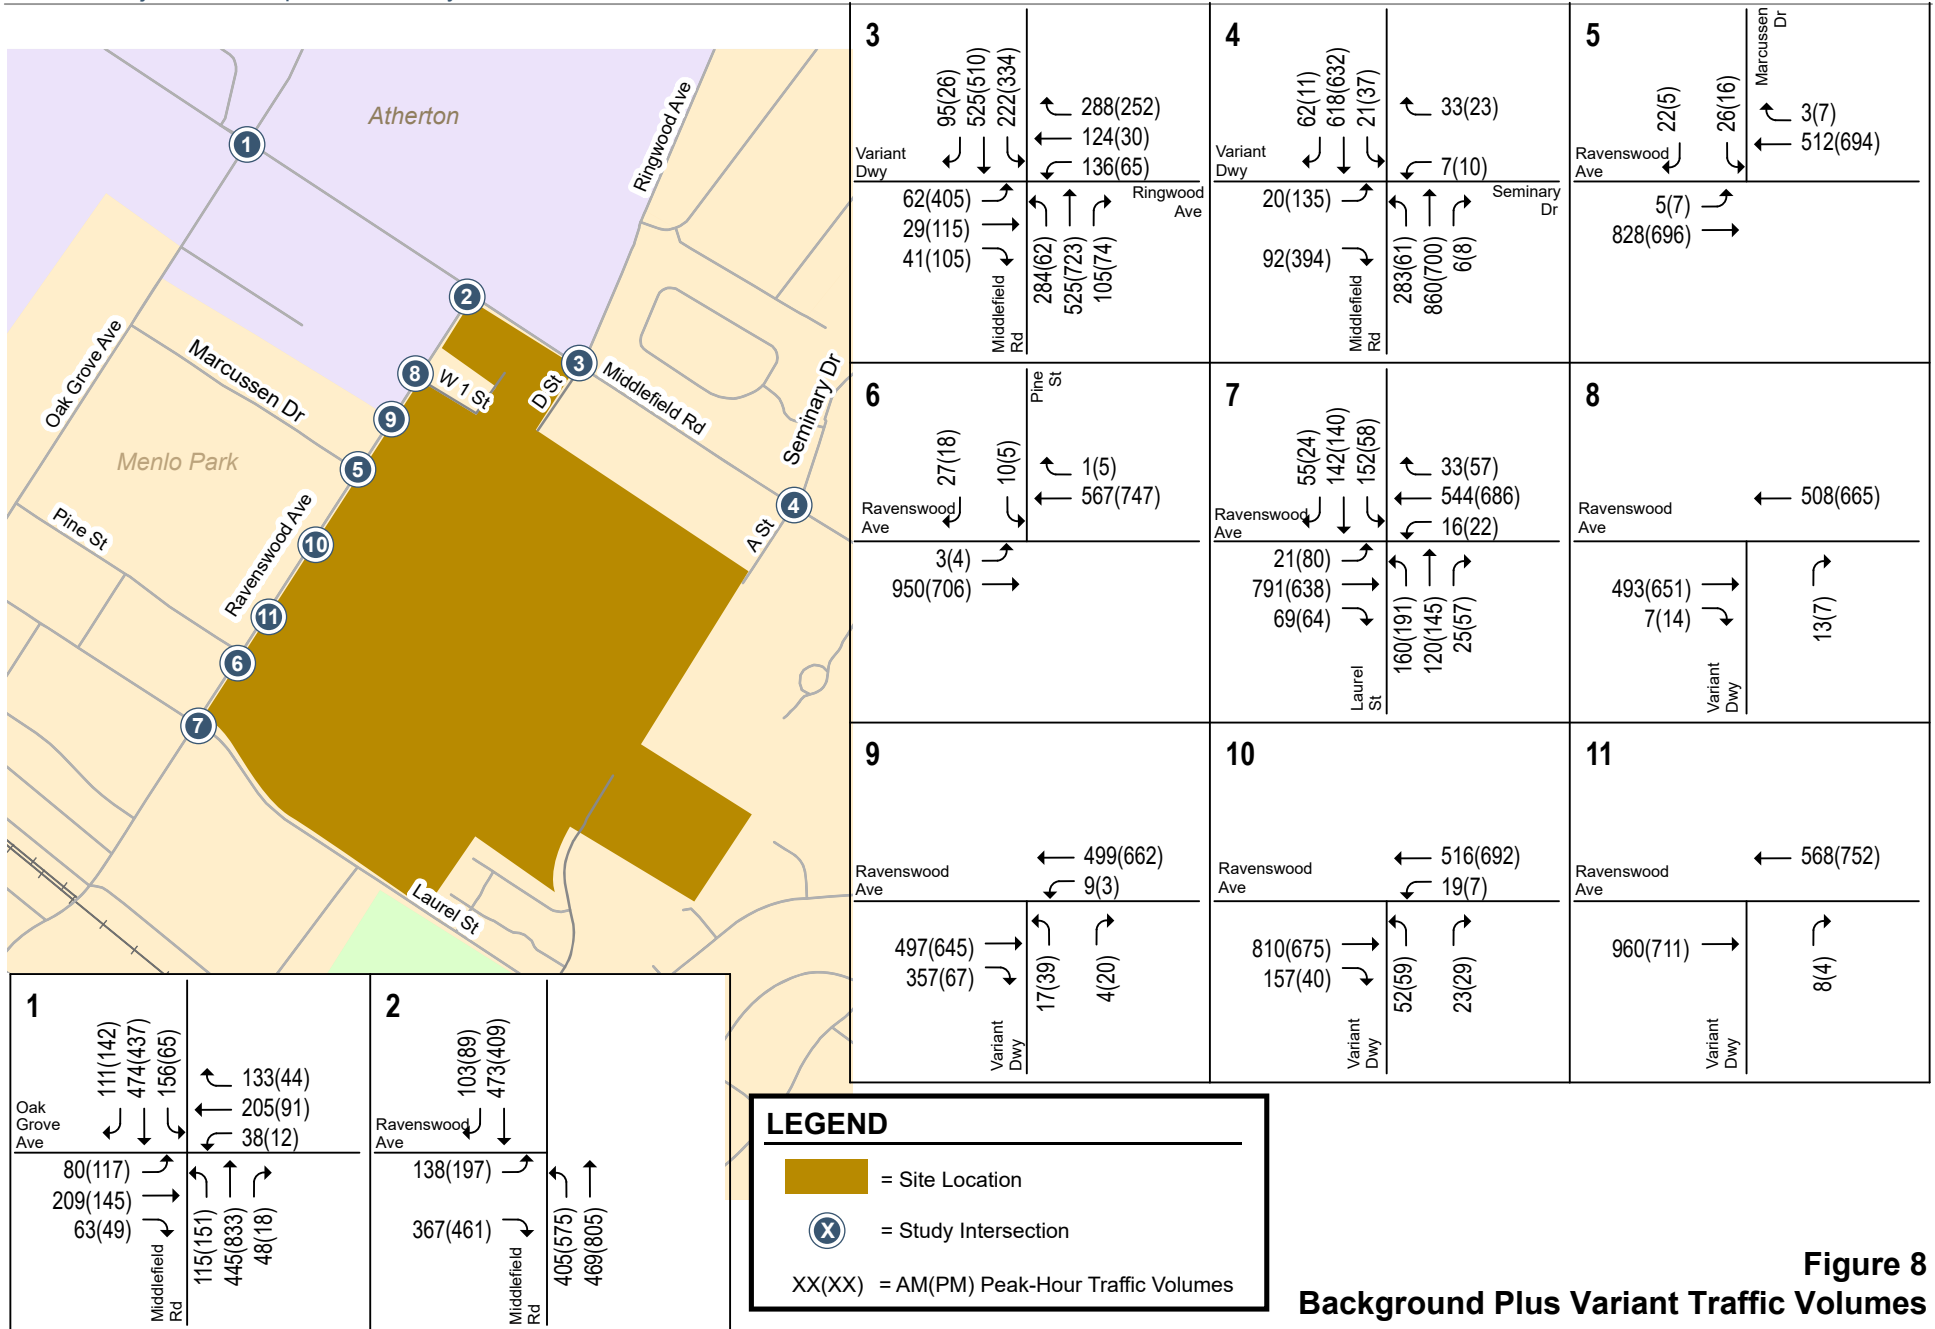 Atherton
Menlo Park
Ringwood Ave
Oak Grove Ave
Marcussen Dr
W 1 St
D St
Middlefield Rd
Seminary Dr
A St
Pine St
Ravenswood Ave
Laurel St
1
2
3
4
5
6
7
8
9
10
11
3
95(26)
525(510)
222(334)
288(252)
124(30)
136(65)
Variant
Dwy
Ringwood
Ave
62(405)
29(115)
41(105)
284(62)
525(723)
105(74)
Middlefield
Rd
4
62(11)
618(632)
21(37)
33(23)
7(10)
Variant
Dwy
Seminary
Dr
20(135)
92(394)
283(61)
860(700)
6(8)
Middlefield
Rd
5
Marcussen
Dr
22(5)
26(16)
3(7)
512(694)
Ravenswood
Ave
5(7)
828(696)
6
Pine
St
27(18)
10(5)
1(5)
567(747)
Ravenswood
Ave
3(4)
950(706)
7
55(24)
142(140)
152(58)
33(57)
544(686)
16(22)
Ravenswood
Ave
21(80)
791(638)
69(64)
160(191)
120(145)
25(57)
Laurel
St
8
508(665)
Ravenswood
Ave
493(651)
7(14)
13(7)
Variant
Dwy
9
499(662)
9(3)
Ravenswood
Ave
497(645)
357(67)
17(39)
4(20)
Variant
Dwy
10
516(692)
19(7)
Ravenswood
Ave
810(675)
157(40)
52(59)
23(29)
Variant
Dwy
11
568(752)
Ravenswood
Ave
960(711)
8(4)
Variant
Dwy
1
111(142)
474(437)
156(65)
133(44)
205(91)
38(12)
Oak
Grove
Ave
80(117)
209(145)
63(49)
115(151)
445(833)
48(18)
Middlefield
Rd
2
103(89)
473(409)
Ravenswood
Ave
138(197)
367(461)
405(575)
469(805)
Middlefield
Rd
LEGEND
= Site Location
X = Study Intersection
XX(XX) = AM(PM) Peak-Hour Traffic Volumes
Figure 8
Background Plus Variant Traffic Volumes